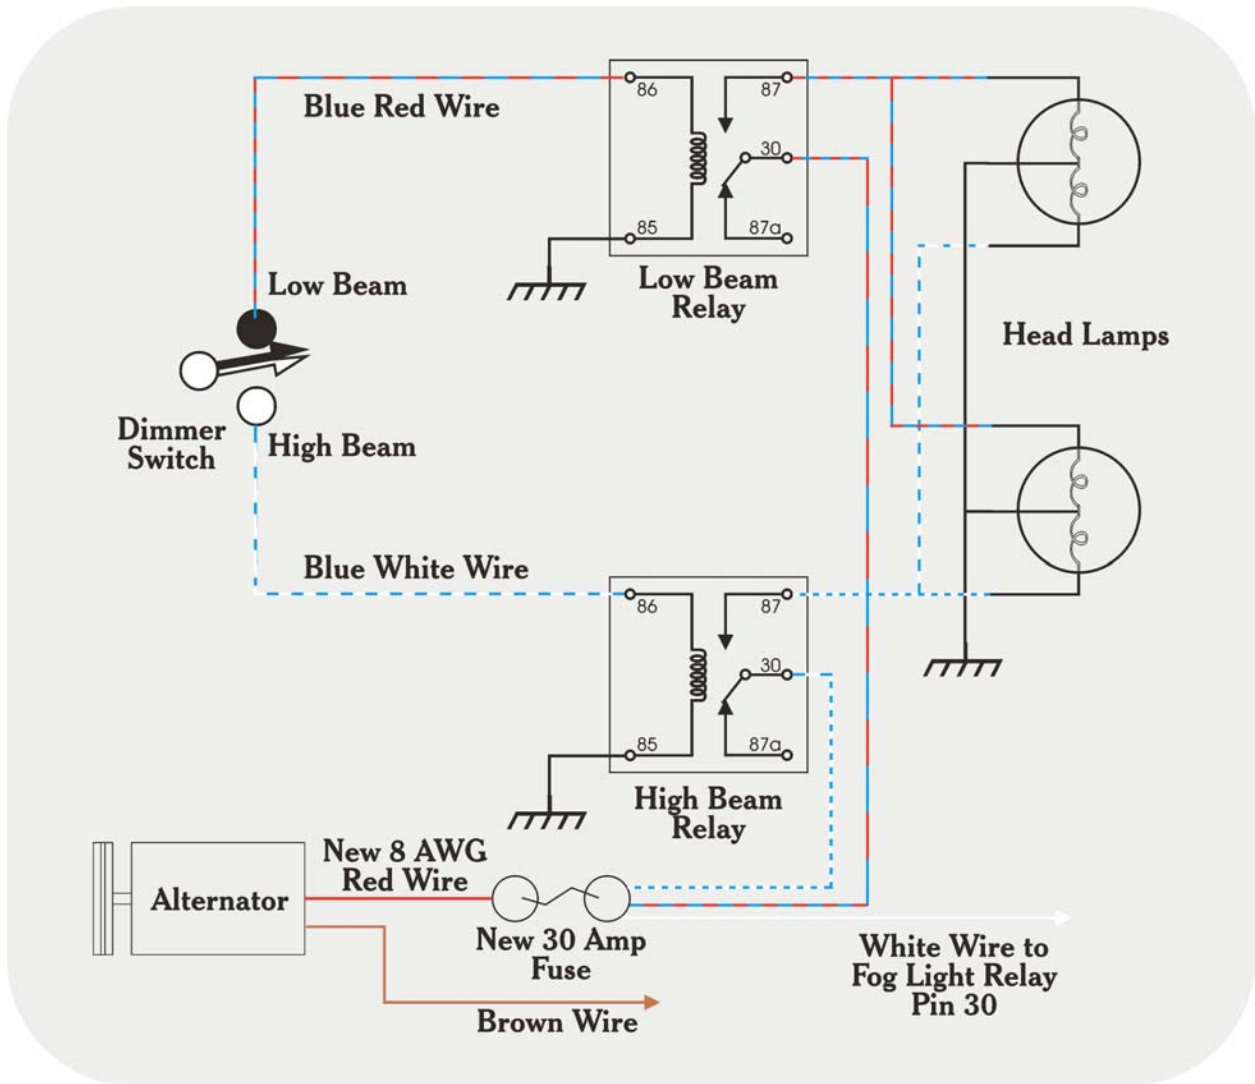 Blue Red Wire
86
87
30
85
87a
Low Beam
Relay
Low Beam
Head Lamps
Dimmer
Switch
High Beam
Blue White Wire
86
87
30
85
87a
High Beam
Relay
New 8 AWG
Red Wire
Alternator
New 30 Amp
Fuse
White Wire to
Fog Light Relay
Pin 30
Brown Wire